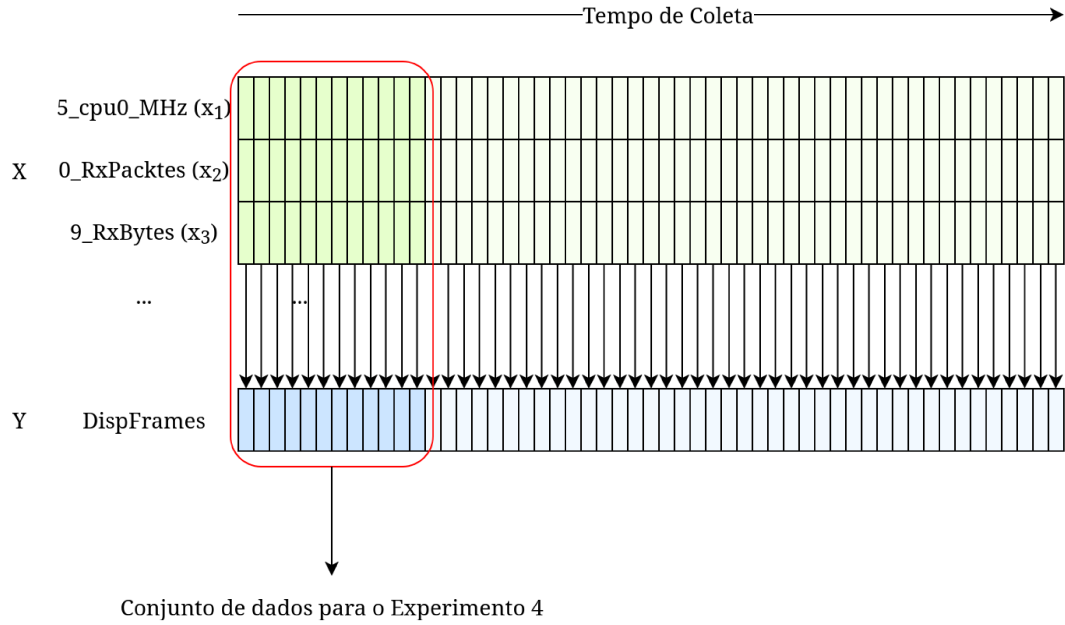 Tempo de Coleta
5_cpu0_MHz (x₁)
X 0_RxPacktes (x₂)
9_RxBytes (x₃)
... ...
Y DispFrames
Conjunto de dados para o Experimento 4